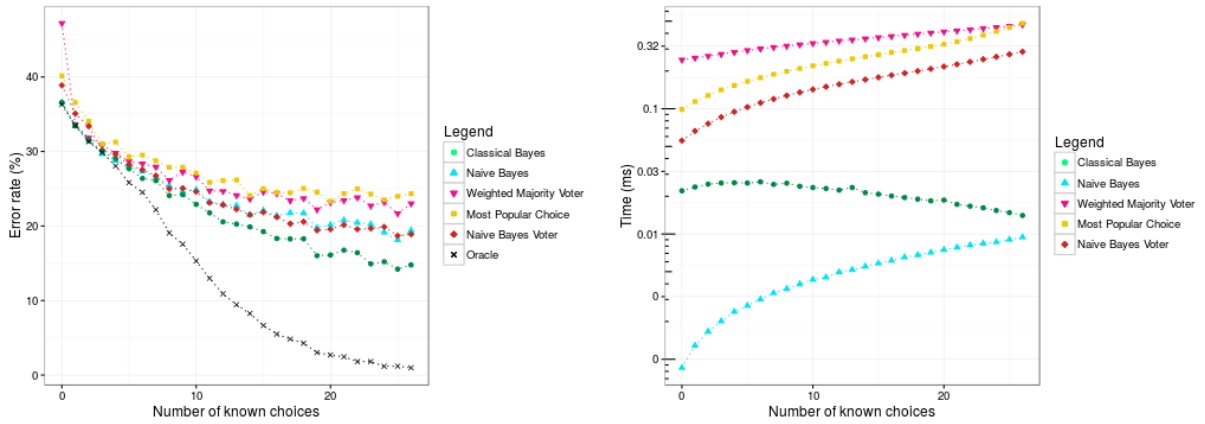 Error rate (%)
40
30
20
10
0
0
10
20
Number of known choices
Legend
Classical Bayes
Naive Bayes
Weighted Majority Voter
Most Popular Choice
Naive Bayes Voter
Oracle
Time (ms)
0.32
0.1
0.03
0.01
0
0
0
10
20
Number of known choices
Legend
Classical Bayes
Naive Bayes
Weighted Majority Voter
Most Popular Choice
Naive Bayes Voter